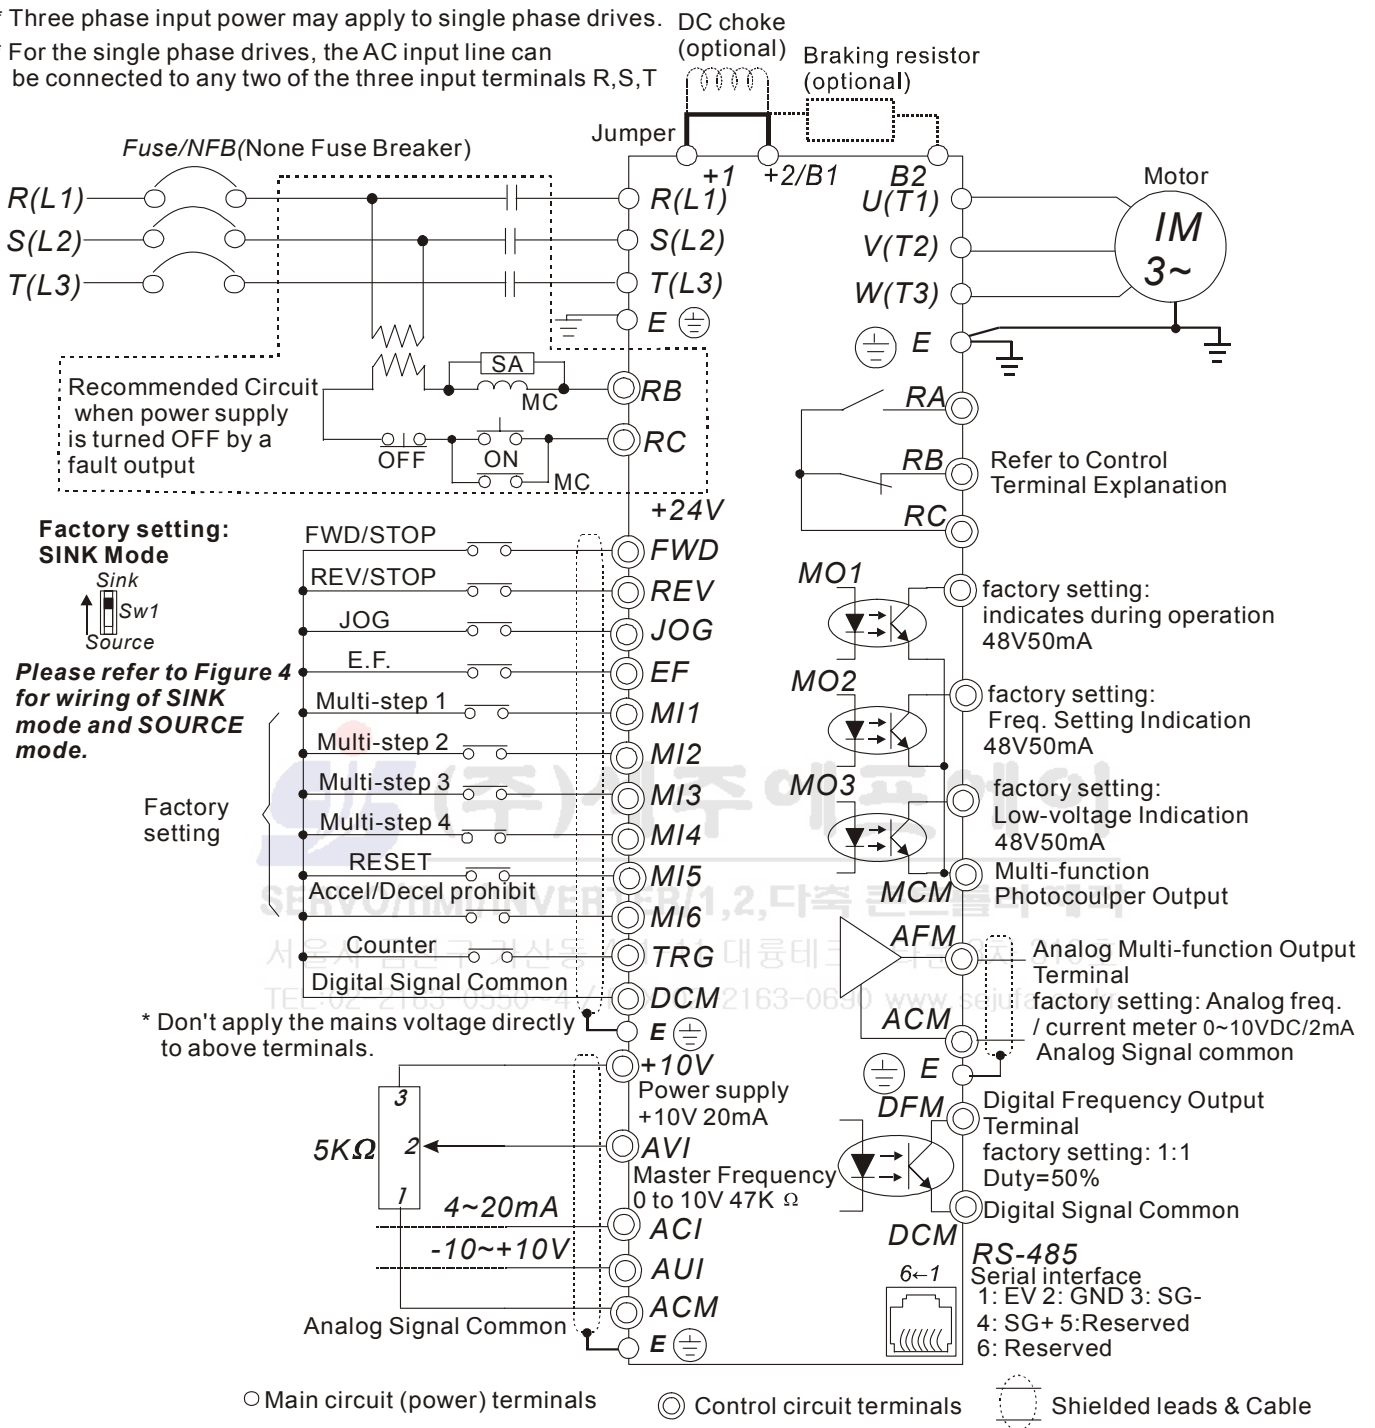 * Three phase input power may apply to single phase drives.
* For the single phase drives, the AC input line can
be connected to any two of the three input terminals R,S,T
DC choke
(optional)
Braking resistor
(optional)
Jumper
Fuse/NFB(None Fuse Breaker)
+1
+2/B1
B2
R(L1)
S(L2)
T(L3)
R(L1)
S(L2)
T(L3)
E
U(T1)
V(T2)
W(T3)
E
Motor
IM
3~
Recommended Circuit
when power supply
is turned OFF by a
fault output
SA
MC
OFF
ON
MC
RB
RC
RA
RB
RC
Refer to Control
Terminal Explanation
+24V
Factory setting:
SINK Mode
Sink
Sw1
Source
Please refer to Figure 4
for wiring of SINK
mode and SOURCE
mode.
Factory
setting
FWD/STOP
FWD
REV/STOP
REV
JOG
JOG
E.F.
EF
Multi-step 1
MI1
Multi-step 2
MI2
Multi-step 3
MI3
Multi-step 4
MI4
RESET
MI5
Accel/Decel prohibit
MI6
Counter
TRG
Digital Signal Common
DCM
E
* Don't apply the mains voltage directly
to above terminals.
MO1
factory setting:
indicates during operation
48V50mA
MO2
factory setting:
Freq. Setting Indication
48V50mA
MO3
factory setting:
Low-voltage Indication
48V50mA
MCM
Multi-function
Photocoulper Output
(주)세주에프에이
AFM
Analog Multi-function Output
Terminal
factory setting: Analog freq.
/ current meter 0~10VDC/2mA
ACM
Analog Signal common
E
DFM
Digital Frequency Output
Terminal
factory setting: 1:1
Duty=50%
Digital Signal Common
DCM
RS-485
Serial interface
6←1
1: EV 2: GND 3: SG-
4: SG+ 5:Reserved
6: Reserved
+10V
Power supply
+10V 20mA
3
5KΩ
2
1
AVI
Master Frequency
0 to 10V 47K Ω
4~20mA
ACI
-10~+10V
AUI
ACM
Analog Signal Common
E
Main circuit (power) terminals
Control circuit terminals
Shielded leads & Cable